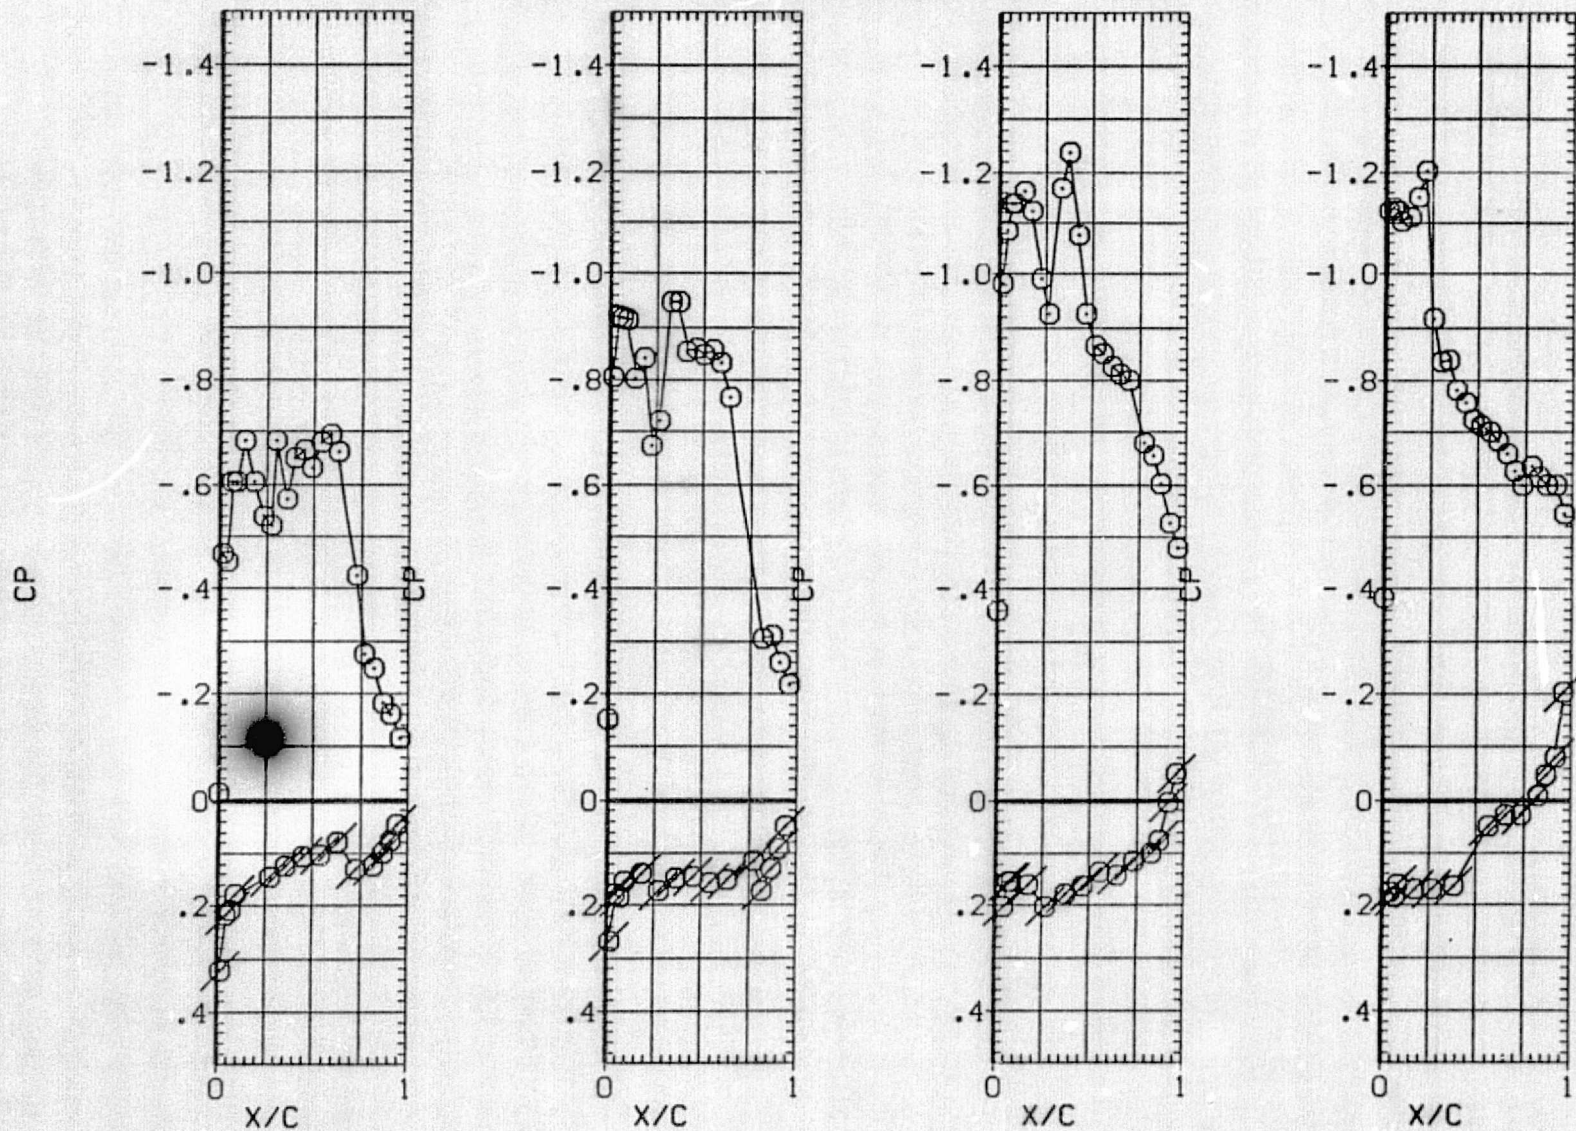 -1.4 -1.4 -1.4 -1.4
-1.2 -1.2 -1.2 -1.2
-1.0 -1.0 -1.0 -1.0
-.8 -.8 -.8 -.8
-.6 -.6 -.6 -.6
CP -.4 CP -.4 CP -.4 CP -.4
-.2 -.2 -.2 -.2
0 0 0 0
.2 .2 .2 .2
.4 .4 .4 .4
0 1 0 1 0 1 0 1
X/C X/C X/C X/C